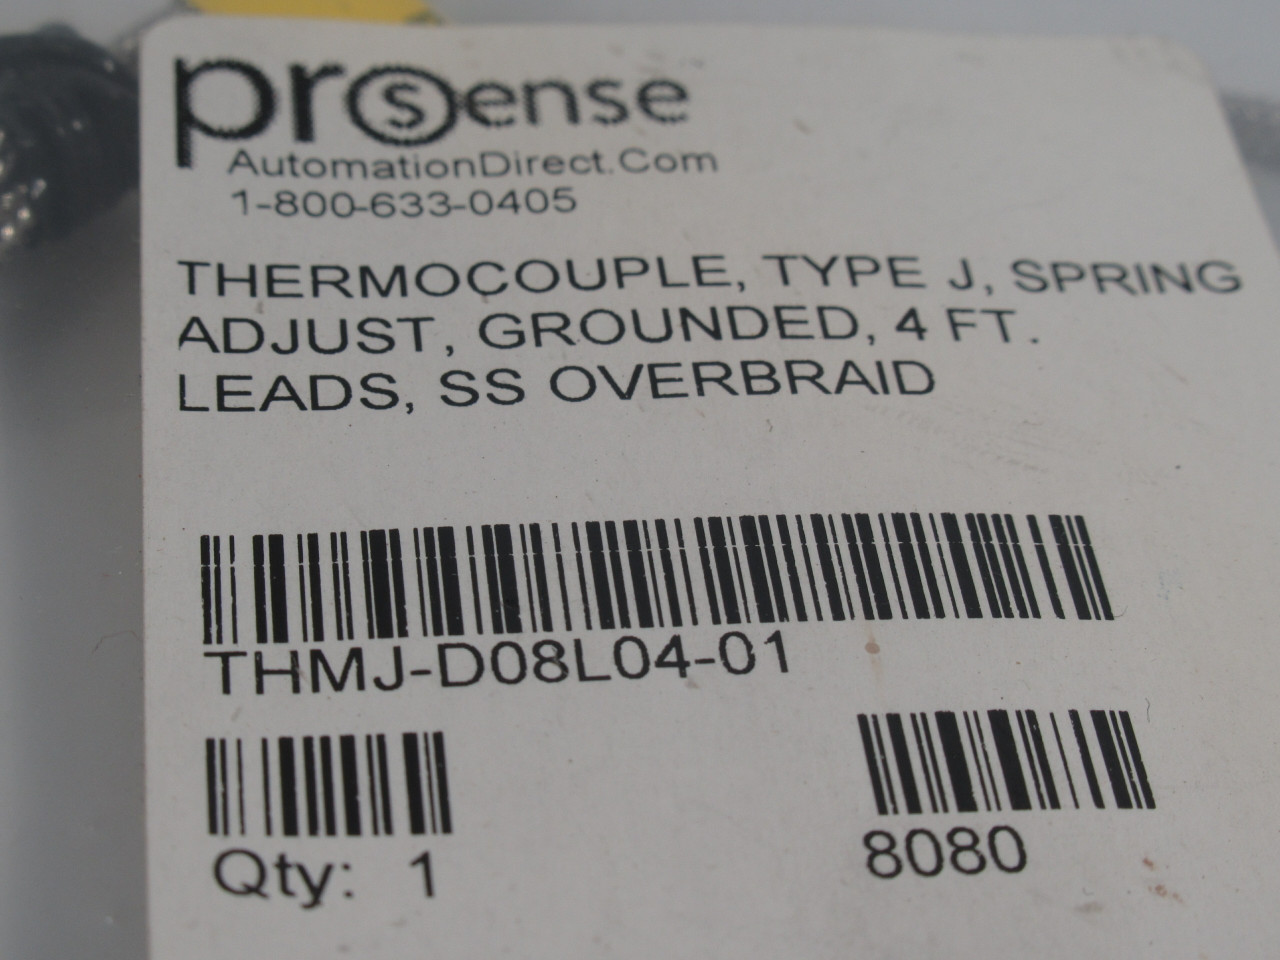 prosense
AutomationDirect.Com
1-800-633-0405
THERMOCOUPLE, TYPE J, SPRING
ADJUST, GROUNDED, 4 FT.
LEADS, SS OVERBRAID
THMJ-D08L04-01
Qty: 1
8080